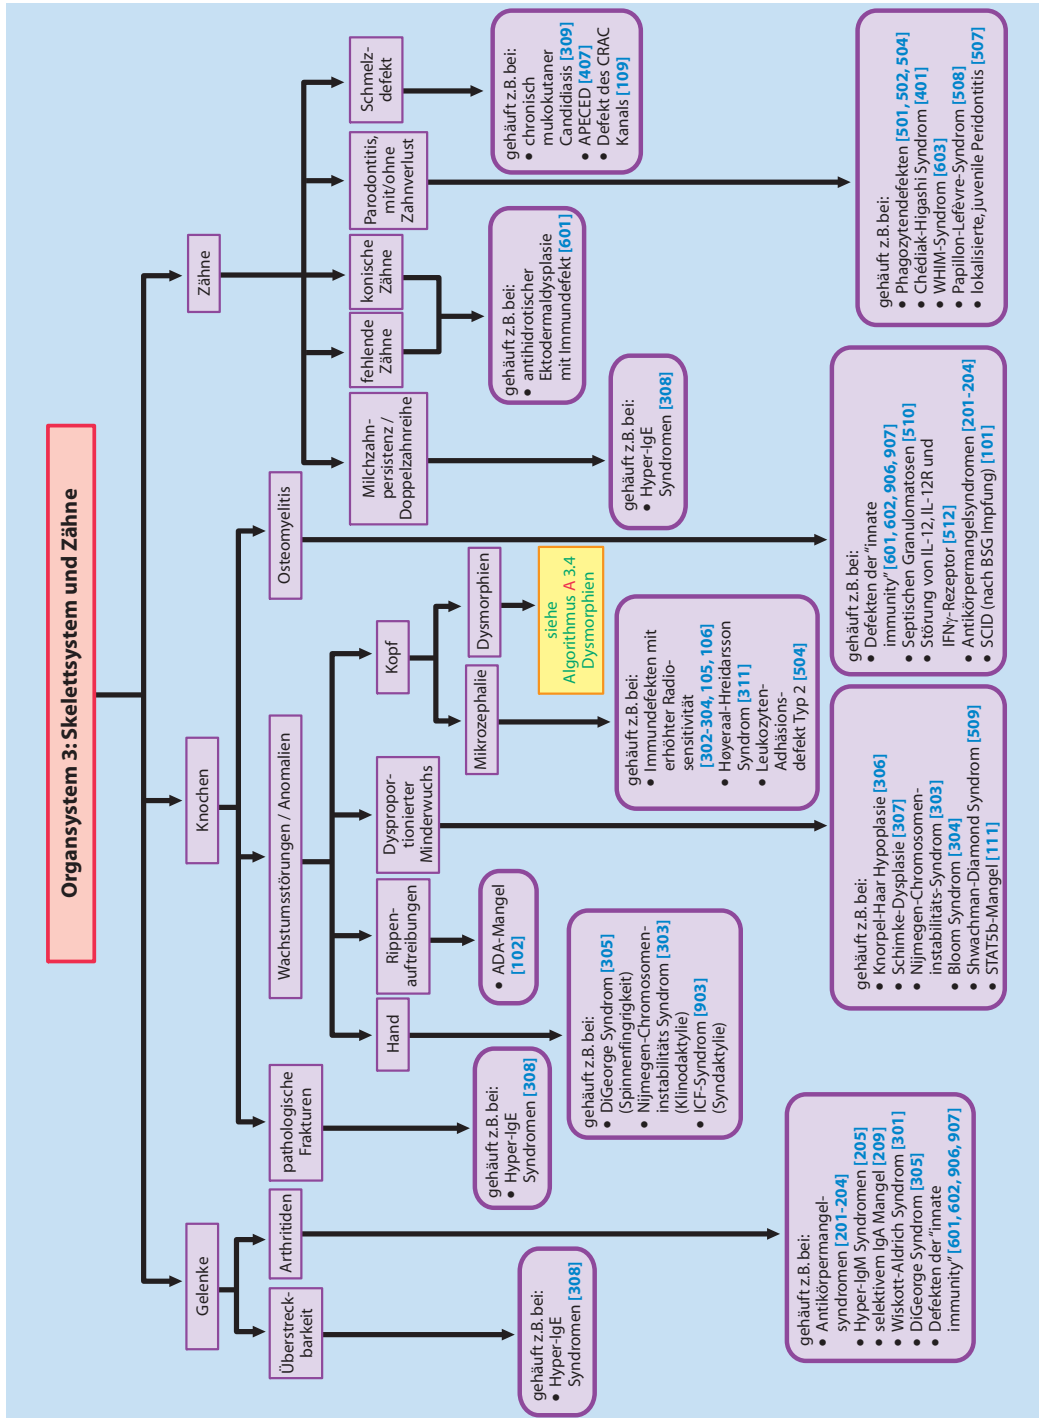 Organsystem 3: Skelettsystem und Zähne
Gelenke
Knochen
Zähne
Überstreck-
barkeit
Arthritiden
pathologische
Frakturen
Wachstumsstörungen / Anomalien
Osteomyelitis
Hand
Rippen-
auftreibungen
Dyspropor-
tionierter
Minderwuchs
Kopf
Mikrozephalie
Dysmorphien
Milchzahn-
persistenz /
Doppelzahnreihe
fehlende
Zähne
konische
Zähne
Parodontitis,
mit/ohne
Zahnverlust
Schmelz-
defekt
gehäuft z.B. bei:
• Hyper-IgE
Syndromen [308]
gehäuft z.B. bei:
• Antikörpermangel-
syndromen [201-204]
• Hyper-IgM Syndromen [205]
• selektivem IgA Mangel [209]
• Wiskott-Aldrich Syndrom [301]
• DiGeorge Syndrom [305]
• Defekten der "innate
immunity" [601, 602, 906, 907]
gehäuft z.B. bei:
• Hyper-IgE
Syndromen [308]
gehäuft z.B. bei:
• DiGeorge Syndrom [305]
(Spinnenfingrigkeit)
• Nijmegen-Chromosomen-
instabilitäts Syndrom [303]
(Klinodaktylie)
• ICF-Syndrom [903]
(Syndaktylie)
• ADA-Mangel
[102]
gehäuft z.B. bei:
• Knorpel-Haar Hypoplasie [306]
• Schimke-Dysplasie [307]
• Nijmegen-Chromosomen-
instabilitäts-Syndrom [303]
• Bloom Syndrom [304]
• Shwachman-Diamond Syndrom [509]
• STAT5b-Mangel [111]
gehäuft z.B. bei:
• Immundefekten mit
erhöhter Radio-
sensitivität
[302-304, 105, 106]
• Høyeraal-Hreidarsson
Syndrom [311]
• Leukozyten-
Adhäsions-
defekt Typ 2 [504]
siehe
Algorithmus A 3.4
Dysmorphien
gehäuft z.B. bei:
• Defekten der "innate
immunity" [601, 602, 906, 907]
• Septischen Granulomatosen [510]
• Störung von IL-12, IL-12R und
IFNγ-Rezeptor [512]
• Antikörpermangelsyndromen [201-204]
• SCID (nach BSG Impfung) [101]
gehäuft z.B. bei:
• Hyper-IgE
Syndromen [308]
gehäuft z.B. bei:
• antihidrotischer
Ektodermaldysplasie
mit Immundefekt [601]
gehäuft z.B. bei:
• Phagozytendefekten [501, 502, 504]
• Chédiak-Higashi Syndrom [401]
• WHIM-Syndrom [603]
• Papillon-Lefèvre-Syndrom [508]
• lokalisierte, juvenile Peridontitis [507]
gehäuft z.B. bei:
• chronisch
mukokutaner
Candidiasis [309]
• APECED [407]
• Defekt des CRAC
Kanals [109]